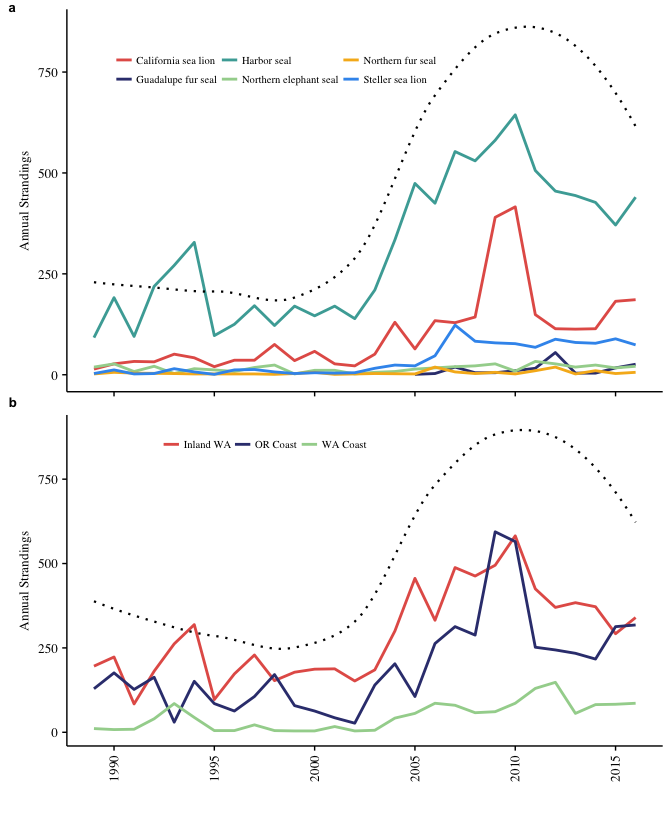 a
California sea lion Harbor seal Northern fur seal
Guadalupe fur seal Northern elephant seal Steller sea lion
Annual Strandings
750
500
250
0
b
Inland WA OR Coast WA Coast
Annual Strandings
750
500
250
0
1990 1995 2000 2005 2010 2015